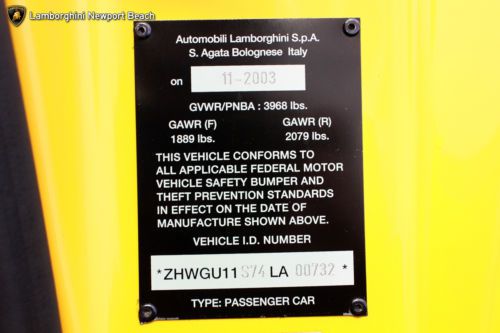 Lamborghini Newport Beach
Automobili Lamborghini S.p.A.
S. Agata Bolognese Italy
on 11-2003
GVWR/PNBA : 3968 lbs.
GAWR (F) GAWR (R)
1889 lbs. 2079 lbs.
THIS VEHICLE CONFORMS TO
ALL APPLICABLE FEDERAL MOTOR
VEHICLE SAFETY BUMPER AND
THEFT PREVENTION STANDARDS
IN EFFECT ON THE DATE OF
MANUFACTURE SHOWN ABOVE.
VEHICLE I.D. NUMBER
*ZHWGU11S74LA00732*
TYPE: PASSENGER CAR